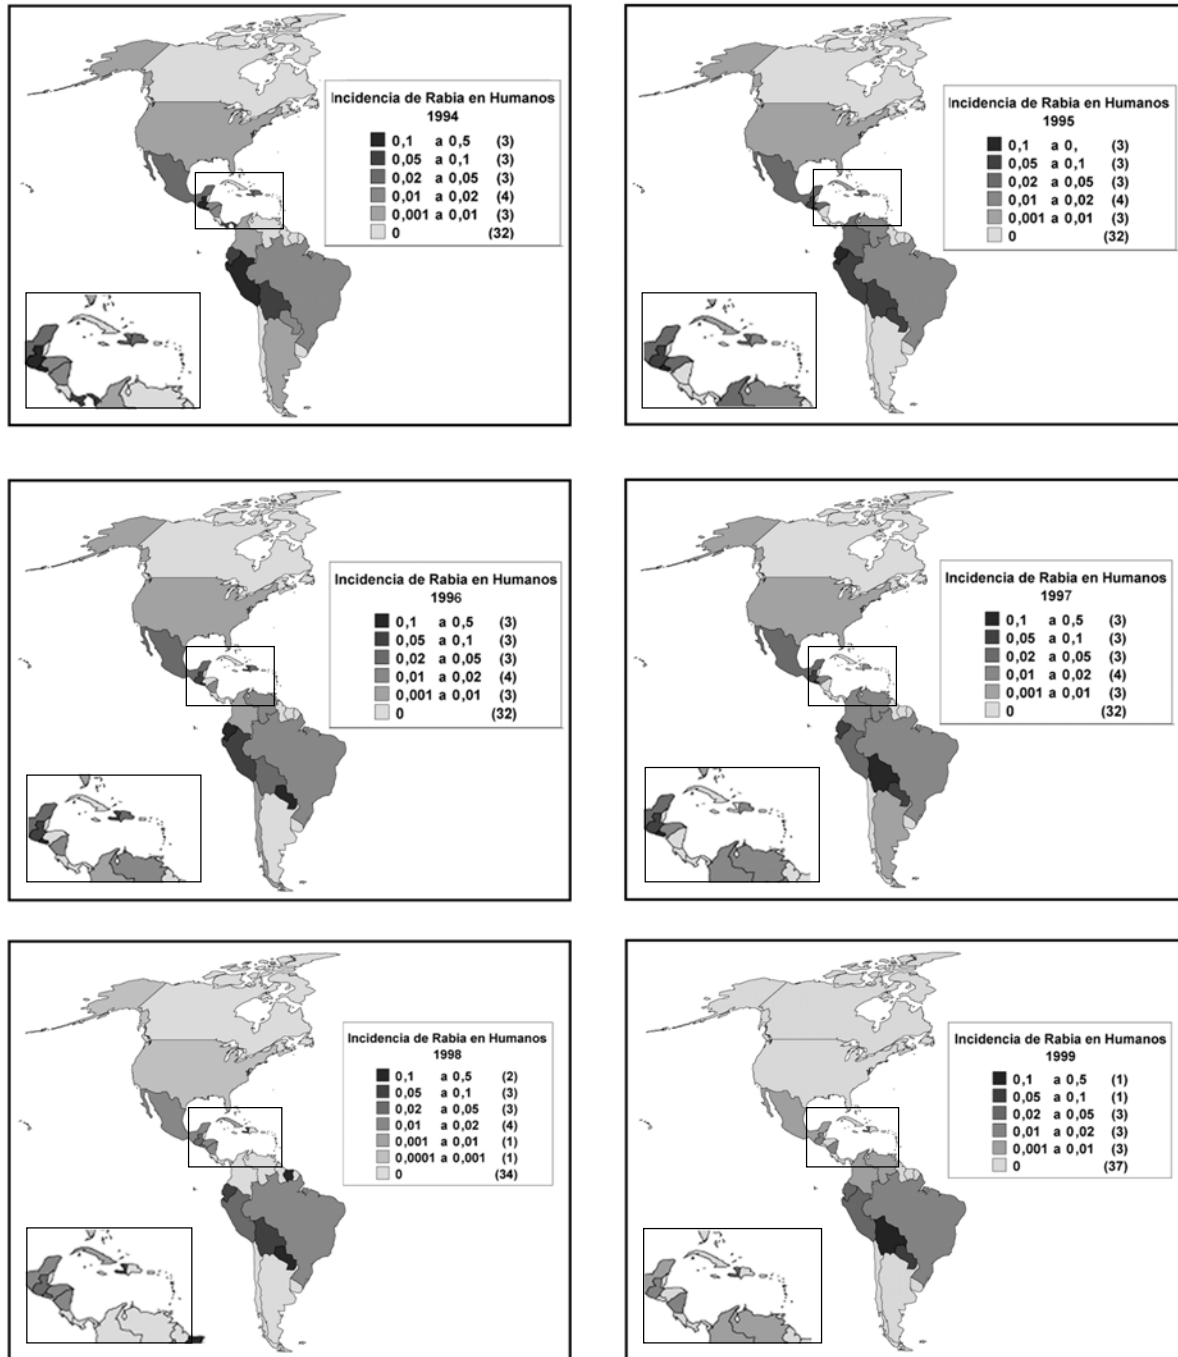 Incidencia de Rabia en Humanos
1994
0,1 a 0,5 (3)
0,05 a 0,1 (3)
0,02 a 0,05 (3)
0,01 a 0,02 (4)
0,001 a 0,01 (3)
0 (32)
Incidencia de Rabia en Humanos
1995
0,1 a 0, (3)
0,05 a 0,1 (3)
0,02 a 0,05 (3)
0,01 a 0,02 (4)
0,001 a 0,01 (3)
0 (32)
Incidencia de Rabia en Humanos
1996
0,1 a 0,5 (3)
0,05 a 0,1 (3)
0,02 a 0,05 (3)
0,01 a 0,02 (4)
0,001 a 0,01 (3)
0 (32)
Incidencia de Rabia en Humanos
1997
0,1 a 0,5 (3)
0,05 a 0,1 (3)
0,02 a 0,05 (3)
0,01 a 0,02 (4)
0,001 a 0,01 (3)
0 (32)
Incidencia de Rabia en Humanos
1998
0,1 a 0,5 (2)
0,05 a 0,1 (3)
0,02 a 0,05 (3)
0,01 a 0,02 (4)
0,001 a 0,01 (1)
0,0001 a 0,001 (1)
0 (34)
Incidencia de Rabia en Humanos
1999
0,1 a 0,5 (1)
0,05 a 0,1 (1)
0,02 a 0,05 (3)
0,01 a 0,02 (3)
0,001 a 0,01 (3)
0 (37)